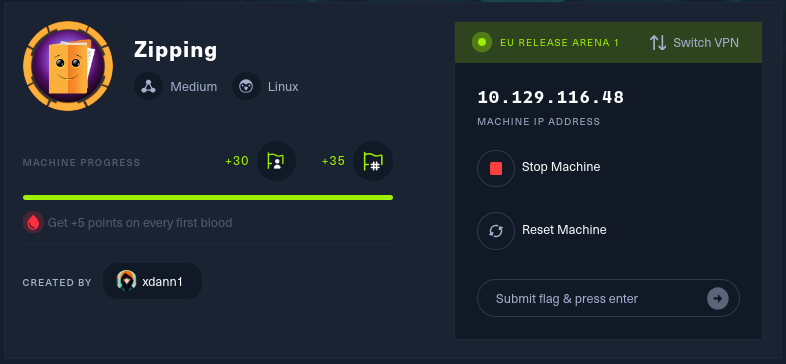 Zipping
Medium Linux
MACHINE PROGRESS +30 +35
Get +5 points on every first blood
CREATED BY xdann1
EU RELEASE ARENA 1 Switch VPN
10.129.116.48
MACHINE IP ADDRESS
Stop Machine
Reset Machine
Submit flag & press enter